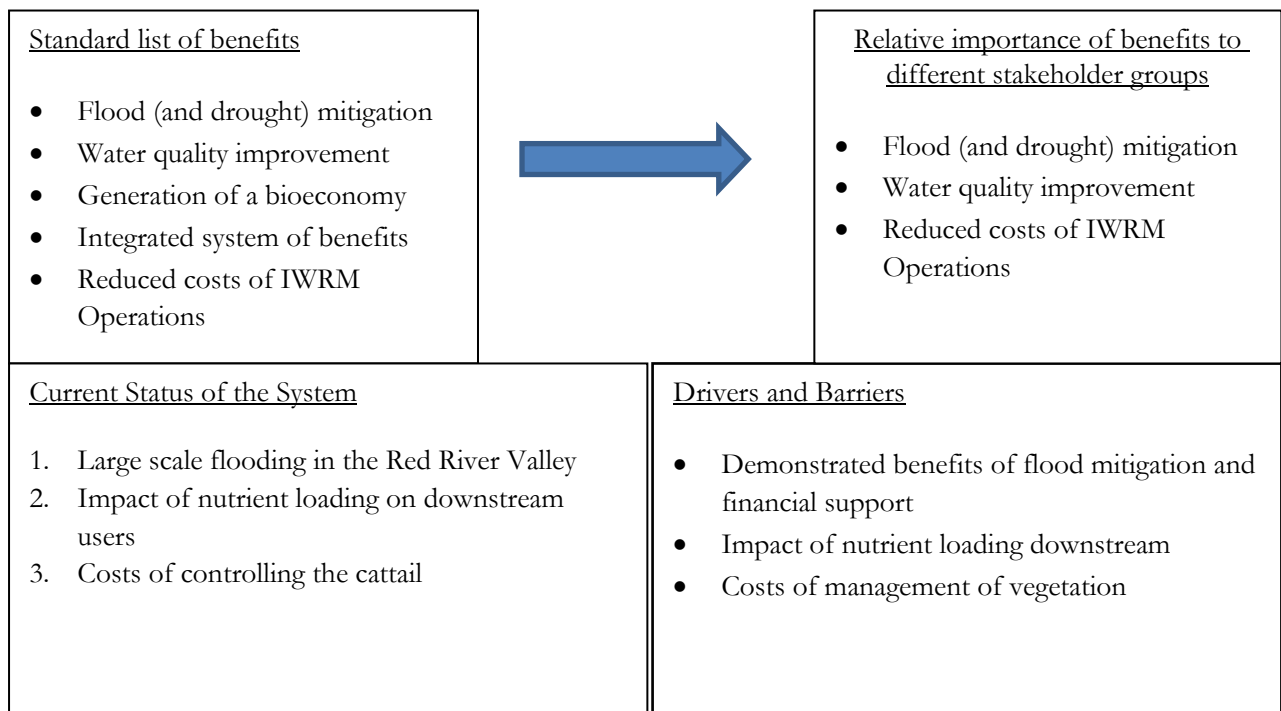 Standard list of benefits
• Flood (and drought) mitigation
• Water quality improvement
• Generation of a bioeconomy
• Integrated system of benefits
• Reduced costs of IWRM
Operations
Relative importance of benefits to
different stakeholder groups
• Flood (and drought) mitigation
• Water quality improvement
• Reduced costs of IWRM
Operations
Current Status of the System
1. Large scale flooding in the Red River Valley
2. Impact of nutrient loading on downstream
users
3. Costs of controlling the cattail
Drivers and Barriers
• Demonstrated benefits of flood mitigation and
financial support
• Impact of nutrient loading downstream
• Costs of management of vegetation